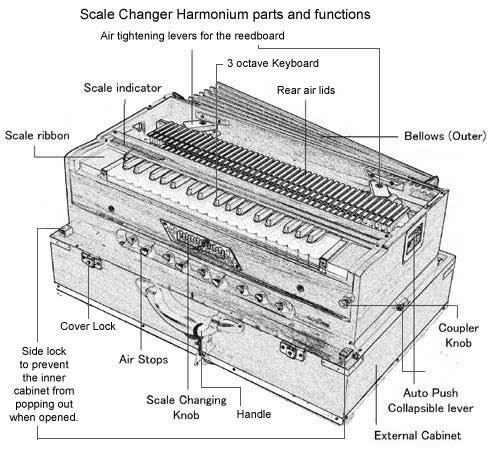 Scale Changer Harmonium parts and functions
Air tightening levers for the reedboard
3 octave Keyboard
Scale indicator
Rear air lids
Scale ribbon
Bellows (Outer)
Cover Lock
Coupler
Knob
Side lock
to prevent
the inner
cabinet from
popping out
when opened.
Air Stops
Scale Changing
Knob
Handle
Auto Push
Collapsible lever
External Cabinet